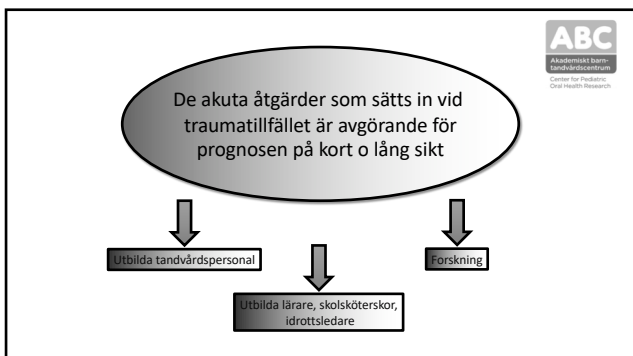 ABC
Akademiskt barn-
tandvårdscentrum
Center for Pediatric
Oral Health Research
De akuta åtgärder som sätts in vid
traumatillfället är avgörande för
prognosen på kort o lång sikt
Utbilda tandvårdspersonal
Forskning
Utbilda lärare, skolsköterskor,
idrottsledare